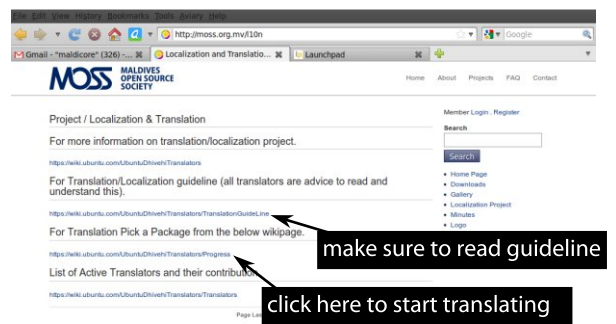 File Edit View History Bookmarks Tools Aviary Help
http://moss.org.mv/l10n
Google
Gmail - "maldicore" (326) -...
Localization and Translatio...
Launchpad
MOSS MALDIVES OPEN SOURCE SOCIETY
Home About Projects FAQ Contact
Project / Localization & Translation
For more information on translation/localization project.
https://wiki.ubuntu.com/UbuntuDhivehiTranslators
For Translation/Localization guideline (all translators are advice to read and
understand this).
https://wiki.ubuntu.com/UbuntuDhivehiTranslators/TranslationGuideLine
For Translation Pick a Package from the below wikipage.
https://wiki.ubuntu.com/UbuntuDhivehiTranslators/Progress
List of Active Translators and their contribution
https://wiki.ubuntu.com/UbuntuDhivehiTranslators/Translators
Member Login , Register
Search
Search
Home Page
Downloads
Gallery
Localization Project
Minutes
Logo
make sure to read guideline
click here to start translating